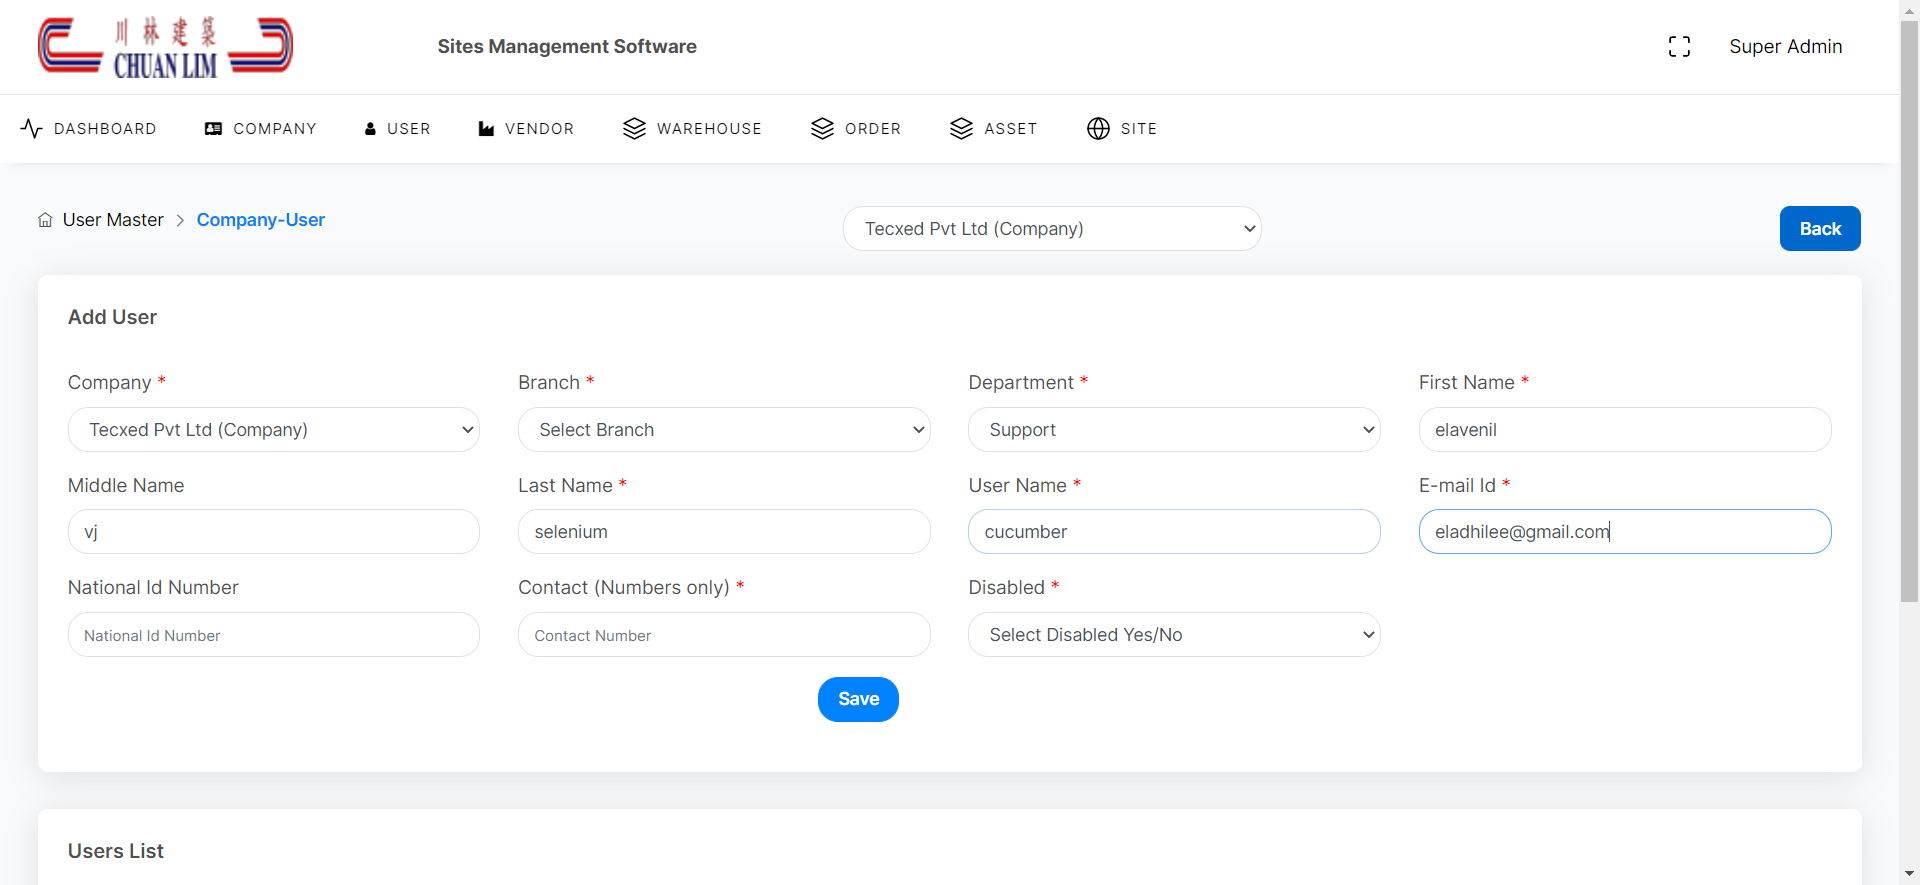 川林建築
CHUAN LIM
Sites Management Software
Super Admin
DASHBOARD
COMPANY
USER
VENDOR
WAREHOUSE
ORDER
ASSET
SITE
User Master > Company-User
Tecxed Pvt Ltd (Company)
Back
Add User
Company *
Branch *
Department *
First Name *
Tecxed Pvt Ltd (Company)
Select Branch
Support
elavenil
Middle Name
Last Name *
User Name *
E-mail Id *
vj
selenium
cucumber
eladhilee@gmail.com
National Id Number
Contact (Numbers only) *
Disabled *
National Id Number
Contact Number
Select Disabled Yes/No
Save
Users List